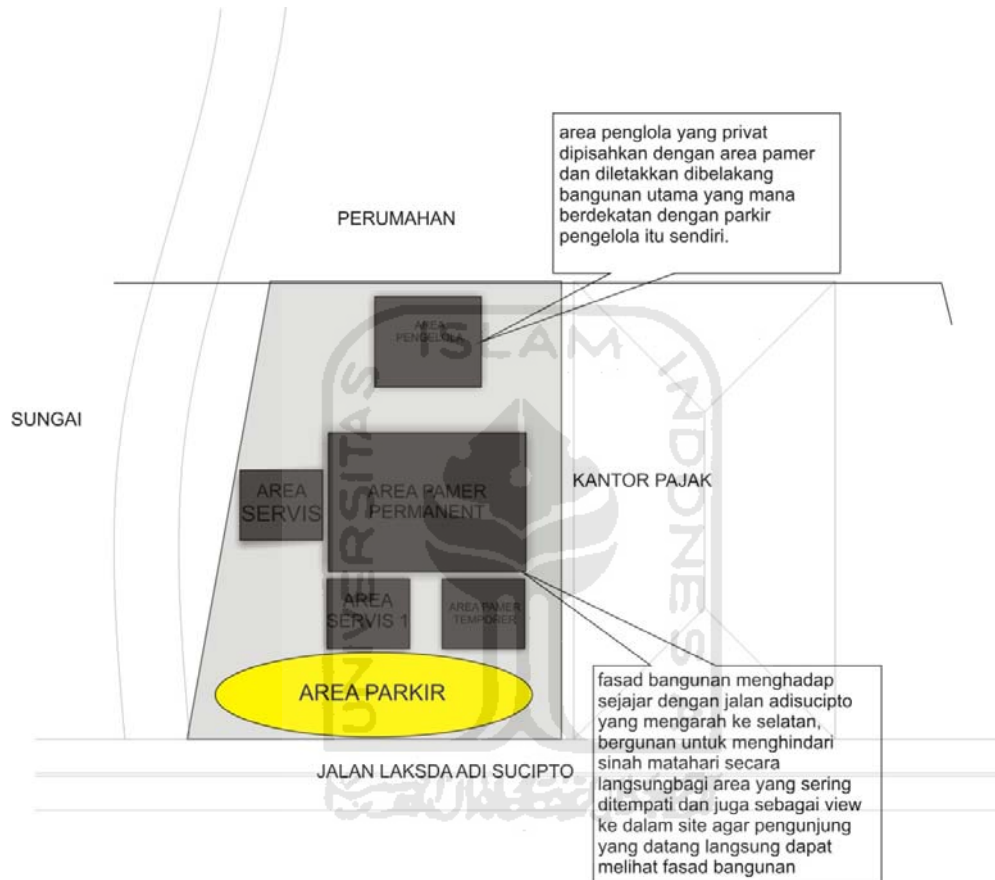 area penglola yang privat
dipisahkan dengan area pamer
dan diletakkan dibelakang
bangunan utama yang mana
berdekatan dengan parkir
pengelola itu sendiri.
PERUMAHAN
AREA
PENGELOLA
ISLAM
UNIVERSITAS
INDONESIA
SUNGAI
AREA
SERVIS
AREA PAMER
PERMANENT
KANTOR PAJAK
AREA
SERVIS 1
AREA PAMER
TEMPORER
AREA PARKIR
fasad bangunan menghadap
sejajar dengan jalan adisucipto
yang mengarah ke selatan,
bergunan untuk menghindari
sinah matahari secara
langsungbagi area yang sering
ditempati dan juga sebagai view
ke dalam site agar pengunjung
yang datang langsung dapat
melihat fasad bangunan
JALAN LAKSDA ADI SUCIPTO